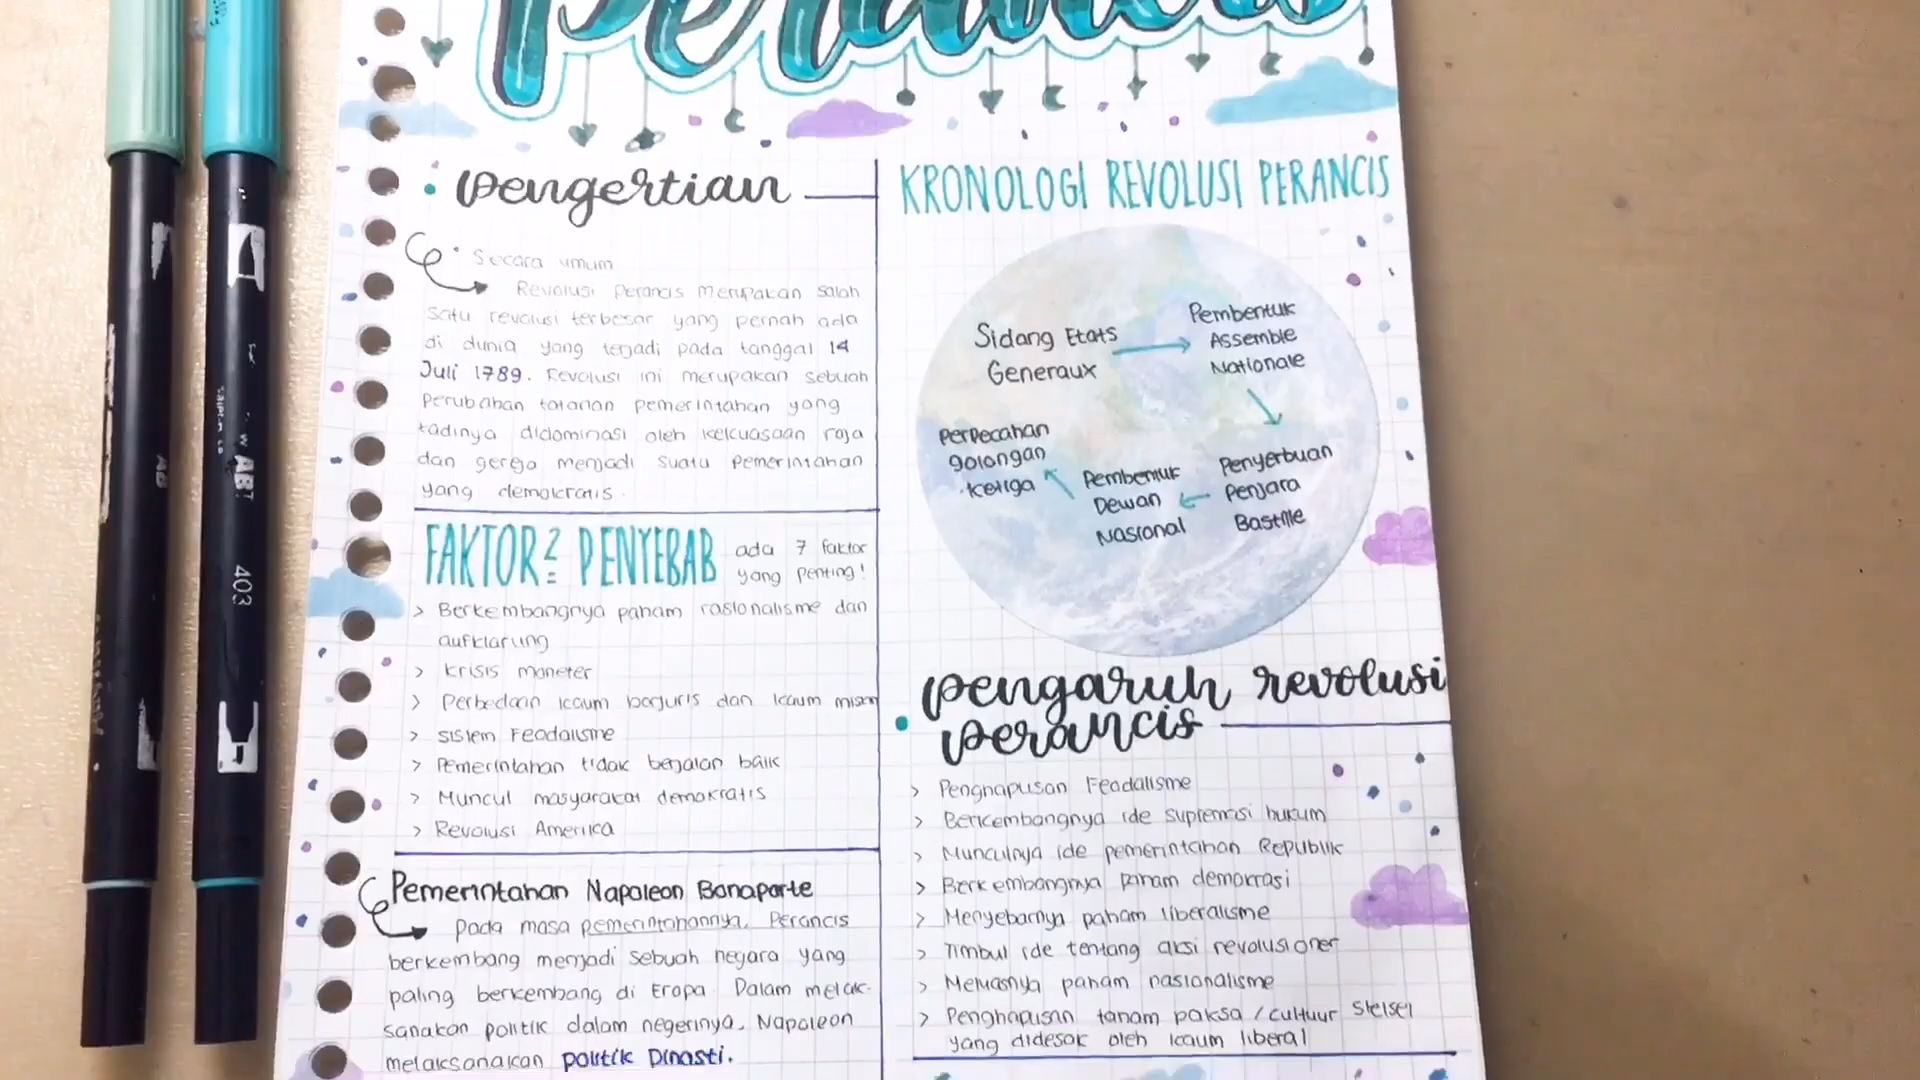 Perancis
pengertian
Secara umum
Revolusi Perancis merupakan salah
satu revolusi terbesar yang pernah ada
di dunia yang terjadi pada tanggal 14
Juli 1789. Revolusi ini merupakan sebuah
Perubahan tatanan pemerintahan yang
tadinya didominasi oleh kekuasaan raja
dan gereja menjadi suatu pemerintahan
yang demokratis.
FAKTOR2 PENYEBAB
ada 7 faktor
yang penting!
> Berkembangnya paham rasionalisme dan
aufklarung
> krisis moneter
> Perbedaan kaum borjuis dan kaum miskin
> Sistem Feodalisme
> Pemerintahan tidak berjalan baik
> Muncul masyarakat demokratis
> Revolusi Amerika
Pemerintahan Napoleon Bonaparte
Pada masa pemerintahannya, Perancis
berkembang menjadi sebuah negara yang
paling berkembang di Eropa. Dalam melak-
sanakan politik dalam negerinya, Napoleon
melaksanakan politik Dinasti.
KRONOLOGI REVOLUSI PERANCIS
Sidang Etats
Generaux
Pembentuk
Assemble
Nationale
Penyerbuan
Penjara
Bastille
Pembentuk
Dewan
Nasional
Perpecahan
golongan
ketiga
pengaruh revolusi
perancis
> Penghapusan Feodalisme
> Berkembangnya ide supremasi hukum
> Munculnya ide pemerintahan Republik
> Berkembangnya paham demokrasi
> Menyebarnya paham liberalisme
> Timbul ide tentang aksi revolusioner
> Meluasnya paham nasionalisme
> Penghapusan tanam paksa / cultuur Stelsel
yang didesak oleh kaum liberal
ABT
403